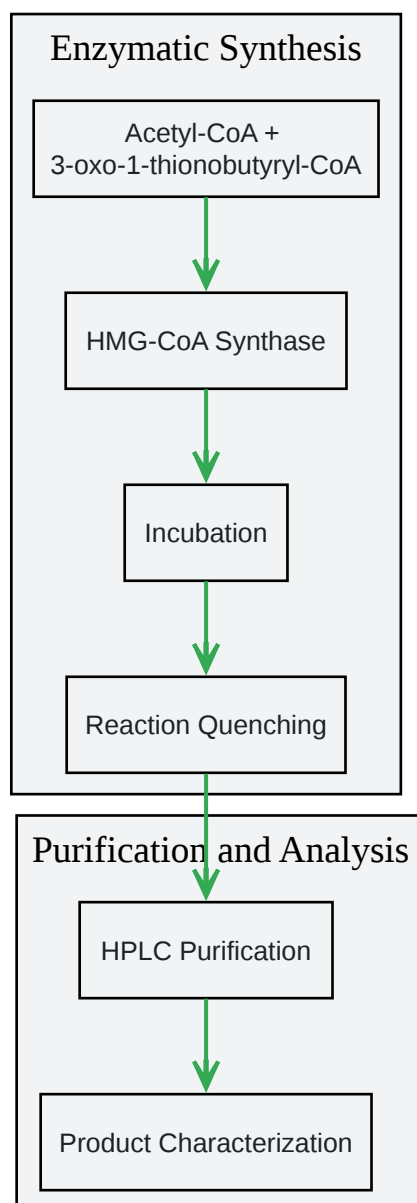 Enzymatic Synthesis
Acetyl-CoA +
3-oxo-1-thionobutyryl-CoA
HMG-CoA Synthase
Incubation
Reaction Quenching
Purification and Analysis
HPLC Purification
Product Characterization